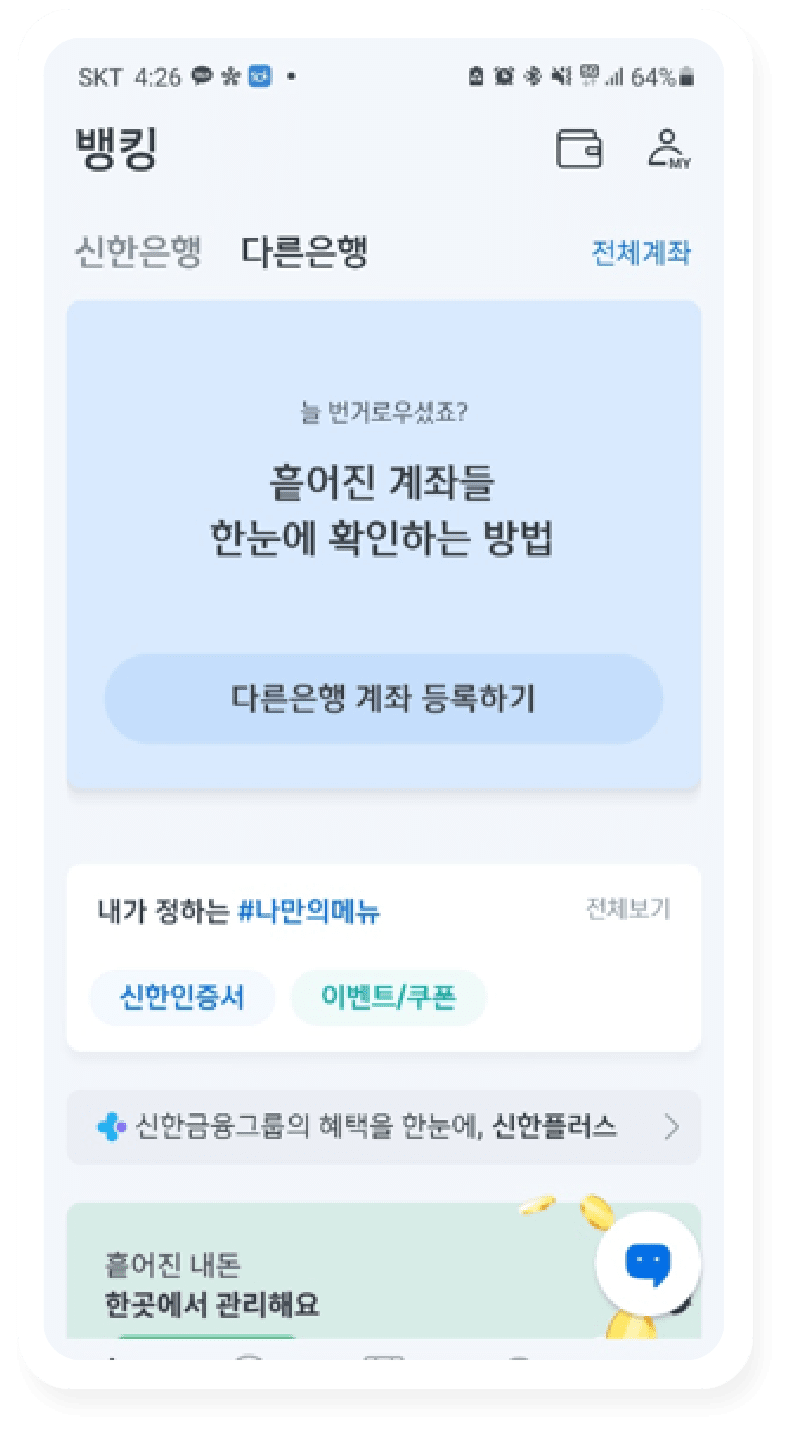 SKT 4:26 64%
뱅킹
MY
신한은행 다른은행 전체계좌
늘 번거로우셨죠?
흩어진 계좌들
한눈에 확인하는 방법
다른은행 계좌 등록하기
내가 정하는 #나만의메뉴 전체보기
신한인증서 이벤트/쿠폰
신한금융그룹의 혜택을 한눈에, 신한플러스
흩어진 내돈
한곳에서 관리해요